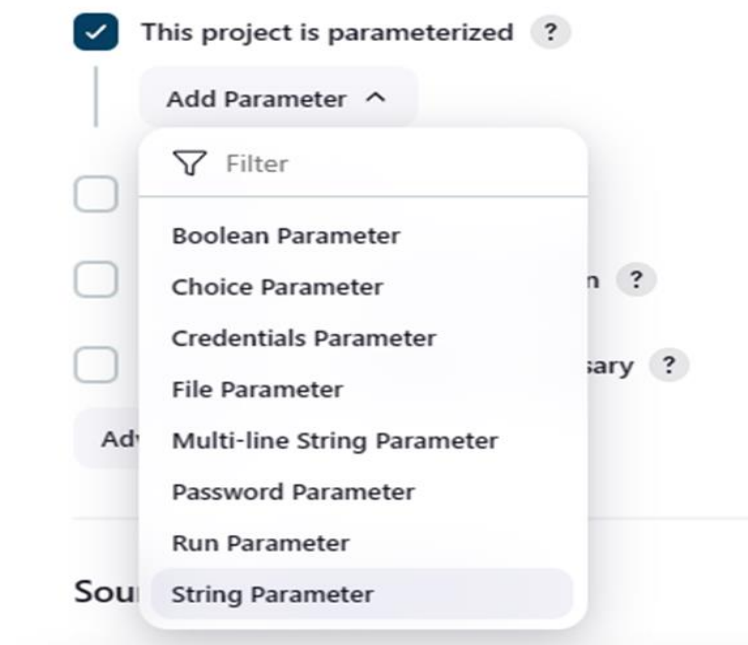 This project is parameterized ?
Add Parameter
Filter
Boolean Parameter
Choice Parameter
n ?
Credentials Parameter
sary ?
File Parameter
Adv
Multi-line String Parameter
Password Parameter
Run Parameter
Sou
String Parameter